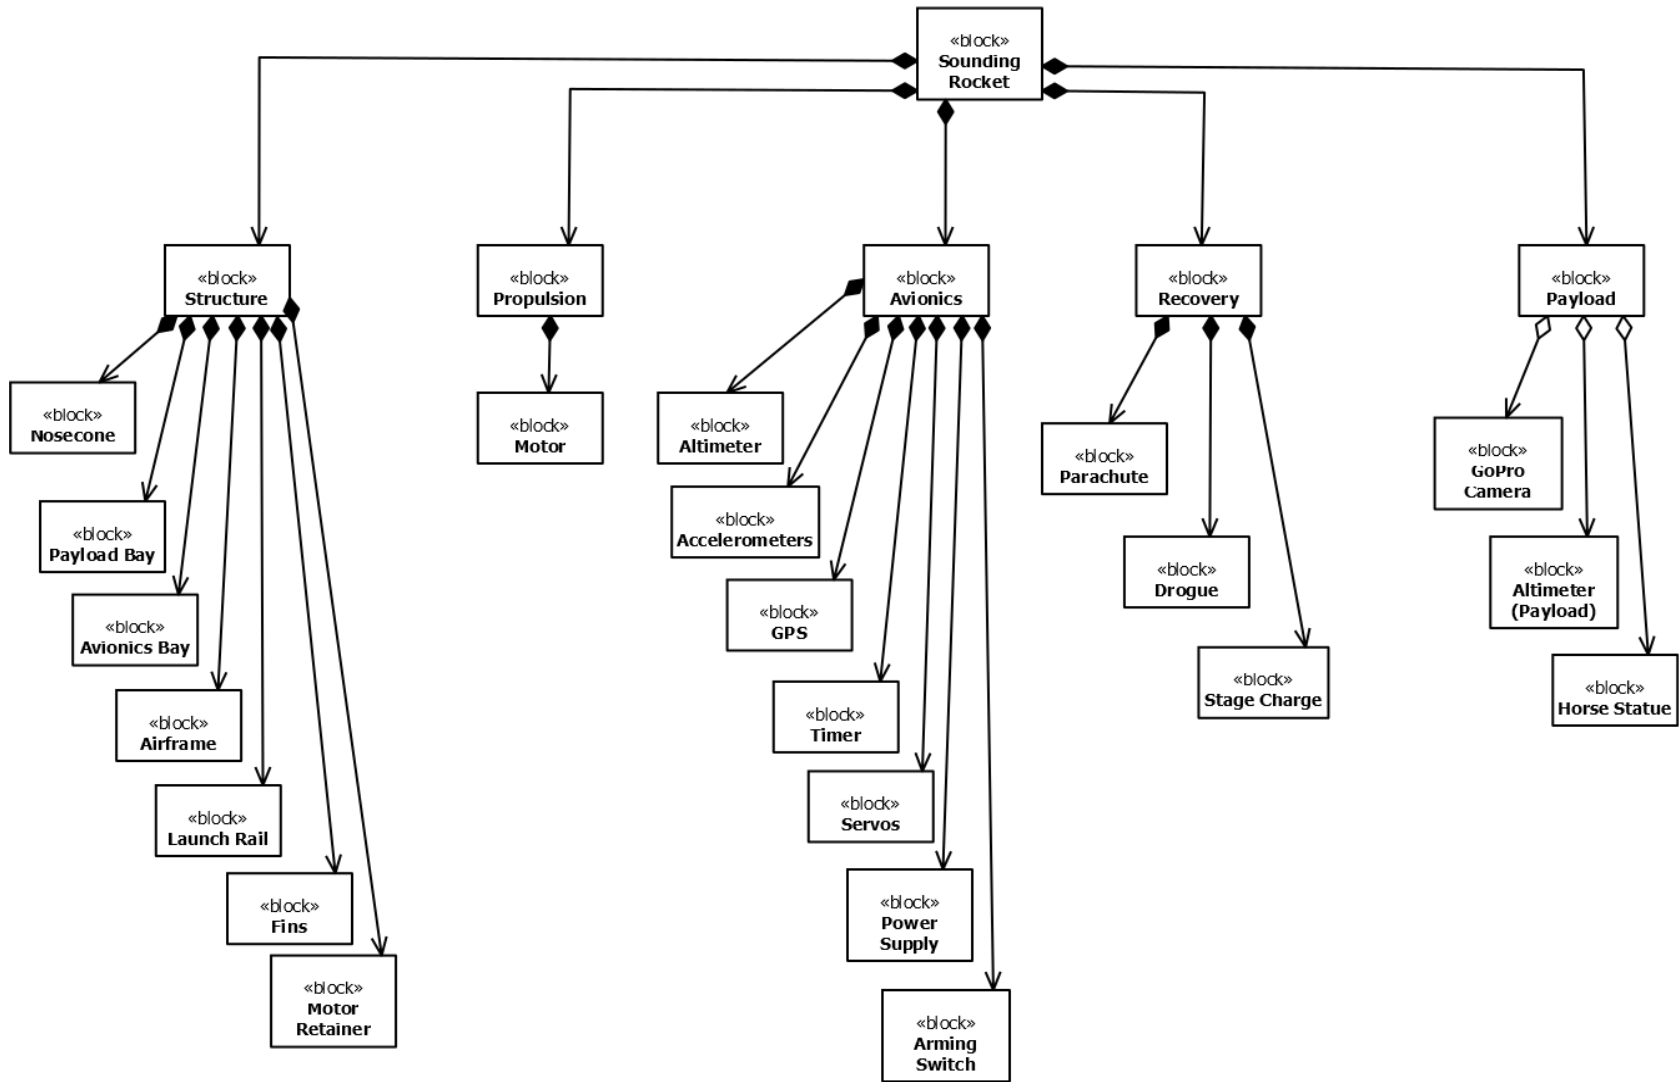 «block»
Sounding
Rocket
«block»
Structure
«block»
Propulsion
«block»
Avionics
«block»
Recovery
«block»
Payload
«block»
Nosecone
«block»
Payload Bay
«block»
Avionics Bay
«block»
Airframe
«block»
Launch Rail
«block»
Fins
«block»
Motor
Retainer
«block»
Motor
«block»
Altimeter
«block»
Accelerometers
«block»
GPS
«block»
Timer
«block»
Servos
«block»
Power
Supply
«block»
Arming
Switch
«block»
Parachute
«block»
Drogue
«block»
Stage Charge
«block»
GoPro
Camera
«block»
Altimeter
(Payload)
«block»
Horse Statue